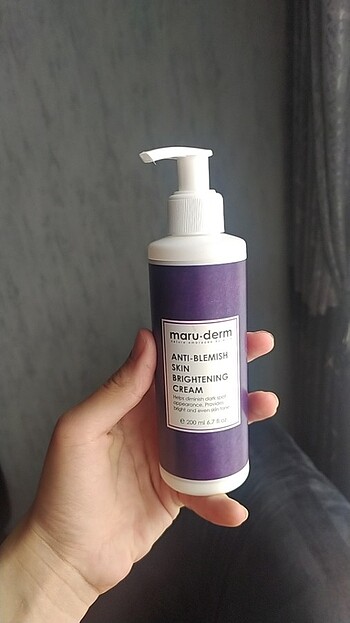 maru·derm
ANTI-BLEMISH
SKIN
BRIGHTENING
CREAM
Helps diminish dark spot
appearance. Provides
bright and even skin tone
℮ 200 ml 6.7 fl oz